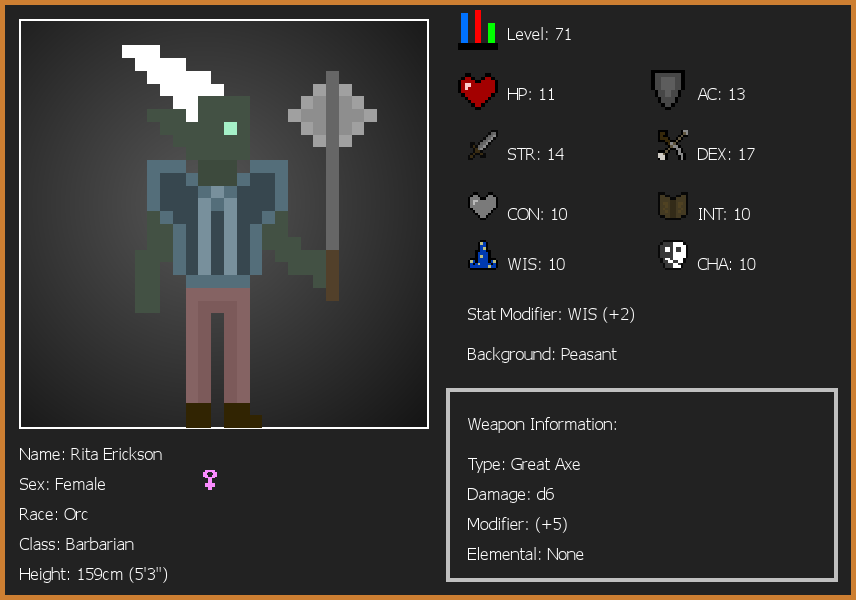 Level: 71
HP: 11 AC: 13
STR: 14 DEX: 17
CON: 10 INT: 10
WIS: 10 CHA: 10
Stat Modifier: WIS (+2)
Background: Peasant
Weapon Information:
Type: Great Axe
Damage: d6
Modifier: (+5)
Elemental: None
Name: Rita Erickson
Sex: Female
Race: Orc
Class: Barbarian
Height: 159cm (5'3")